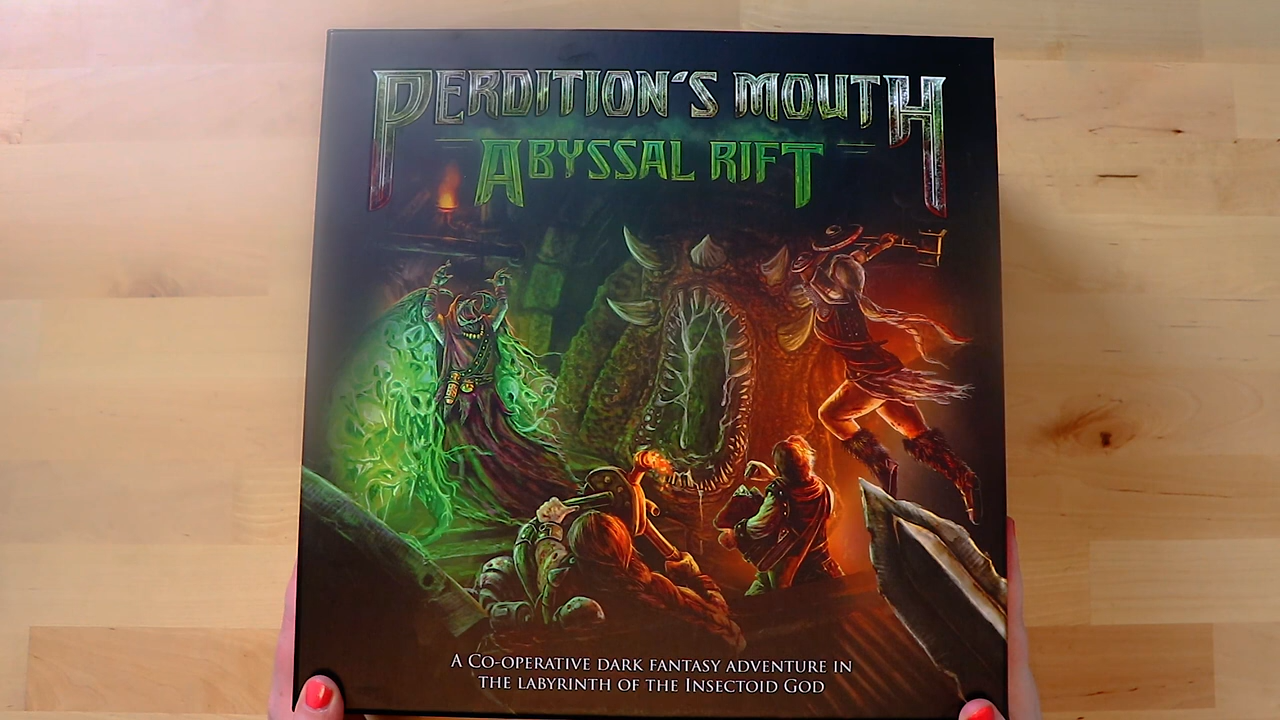 PERDITION'S MOUTH
ABYSSAL RIFT
A CO-OPERATIVE DARK FANTASY ADVENTURE IN
THE LABYRINTH OF THE INSECTOID GOD